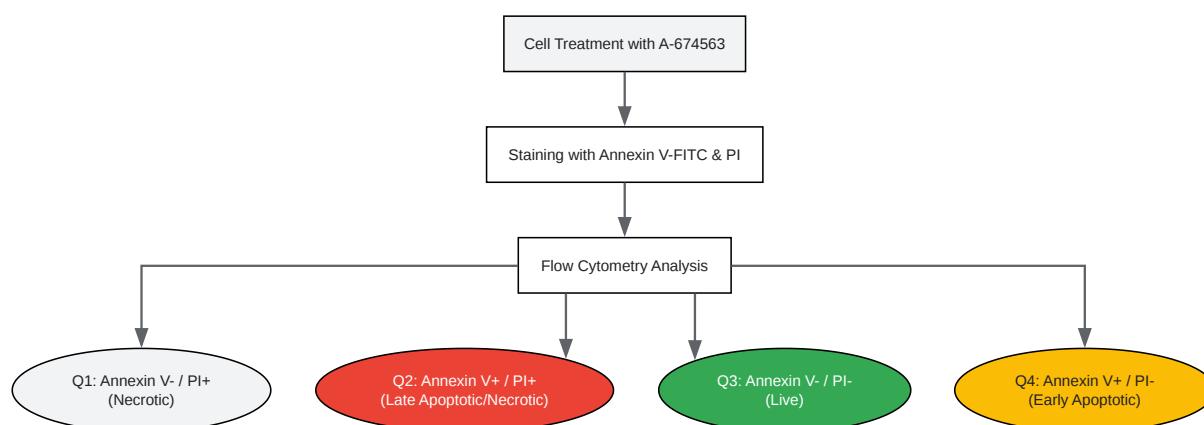 Cell Treatment with A-674563
Staining with Annexin V-FITC & PI
Flow Cytometry Analysis
Q1: Annexin V- / PI+
(Necrotic)
Q2: Annexin V+ / PI+
(Late Apoptotic/Necrotic)
Q3: Annexin V- / PI-
(Live)
Q4: Annexin V+ / PI-
(Early Apoptotic)